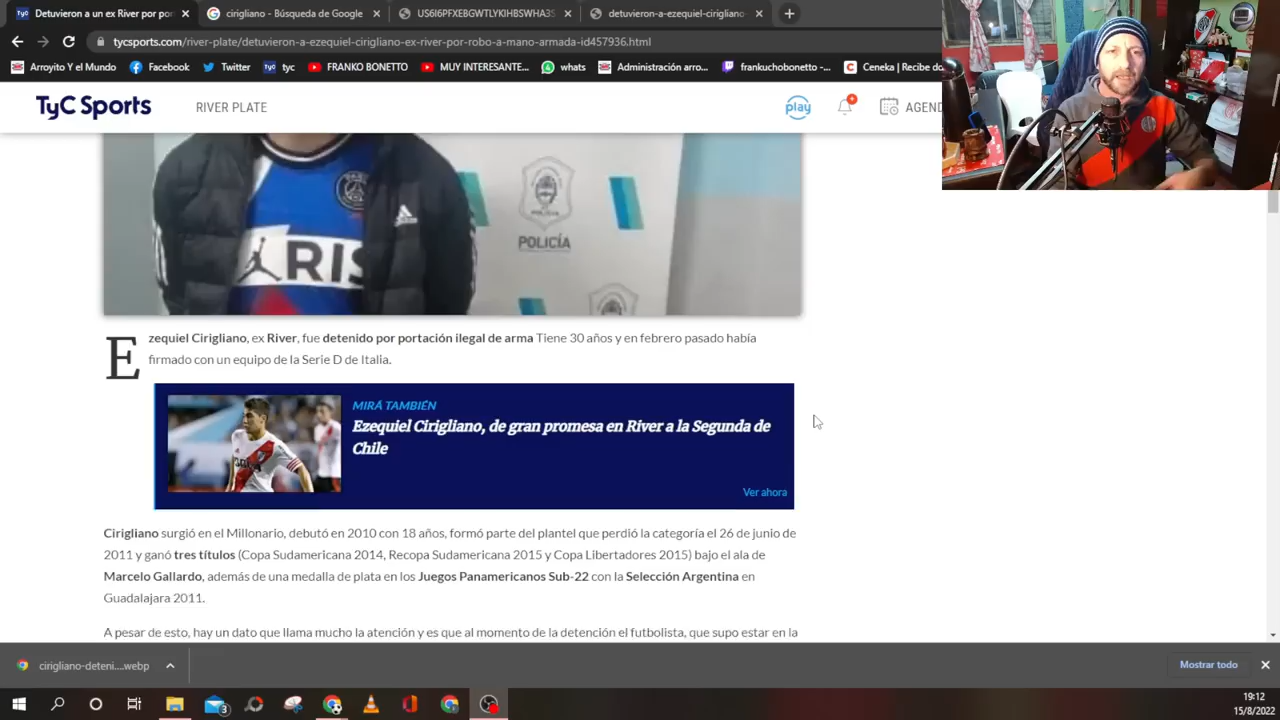 Detuvieron a un ex River por por
cirigliano - Búsqueda de Google
US6I6PFXEBGWTLYKIHBSWHA3S
detuvieron-a-ezequiel-cirigliano-
tycsports.com/river-plate/detuvieron-a-ezequiel-cirigliano-ex-river-por-robo-a-mano-armada-id457936.html
Arroyito Y el Mundo
Facebook
Twitter
tyc
FRANKO BONETTO
MUY INTERESANTE...
whats
Administración arro...
frankuchobonetto -...
Ceneka | Recibe do
TyC Sports
RIVER PLATE
play
AGEND
PARIS
POLICÍA
Ezequiel Cirigliano, ex River, fue detenido por portación ilegal de arma Tiene 30 años y en febrero pasado había
firmado con un equipo de la Serie D de Italia.
MIRÁ TAMBIÉN
Ezequiel Cirigliano, de gran promesa en River a la Segunda de
Chile
Ver ahora
Cirigliano surgió en el Millonario, debutó en 2010 con 18 años, formó parte del plantel que perdió la categoría el 26 de junio de
2011 y ganó tres títulos (Copa Sudamericana 2014, Recopa Sudamericana 2015 y Copa Libertadores 2015) bajo el ala de
Marcelo Gallardo, además de una medalla de plata en los Juegos Panamericanos Sub-22 con la Selección Argentina en
Guadalajara 2011.
A pesar de esto, hay un dato que llama mucho la atención y es que al momento de la detención el futbolista, que supo estar en la
cirigliano-deteni....webp
Mostrar todo
3
19:12
15/8/2022